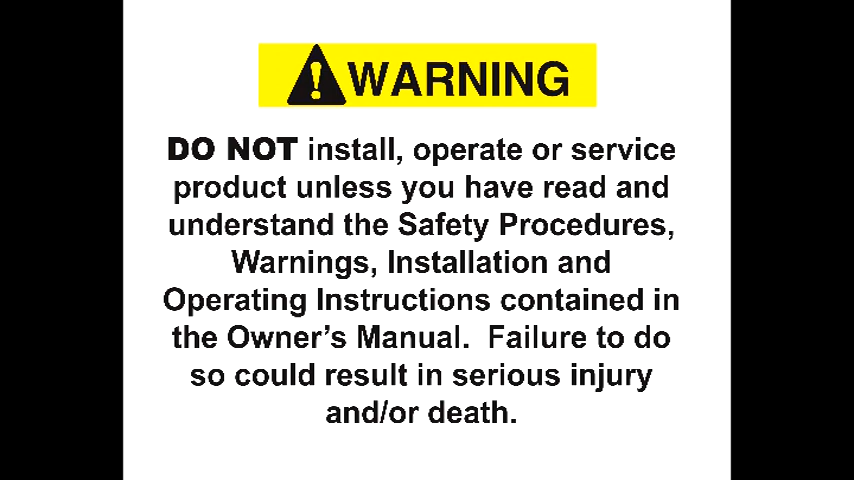 WARNING
DO NOT install, operate or service
product unless you have read and
understand the Safety Procedures,
Warnings, Installation and
Operating Instructions contained in
the Owner's Manual.  Failure to do
so could result in serious injury
and/or death.